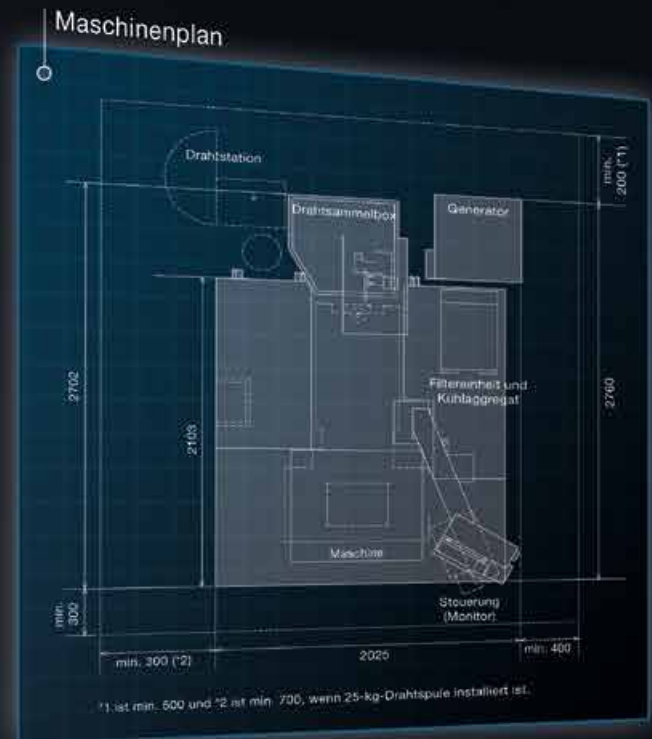 Maschinenplan
Drahtstation
Drahtsammelbox
Generator
min.
200 (*1)
2702
2103
Filtereinheit und
Kühlaggregat
2760
Maschine
min.
300
Steuerung
(Monitor)
min. 300 (*2)
2025
min. 400
*1 ist min. 500 und *2 ist min. 700, wenn 25-kg-Drahtspule installiert ist.